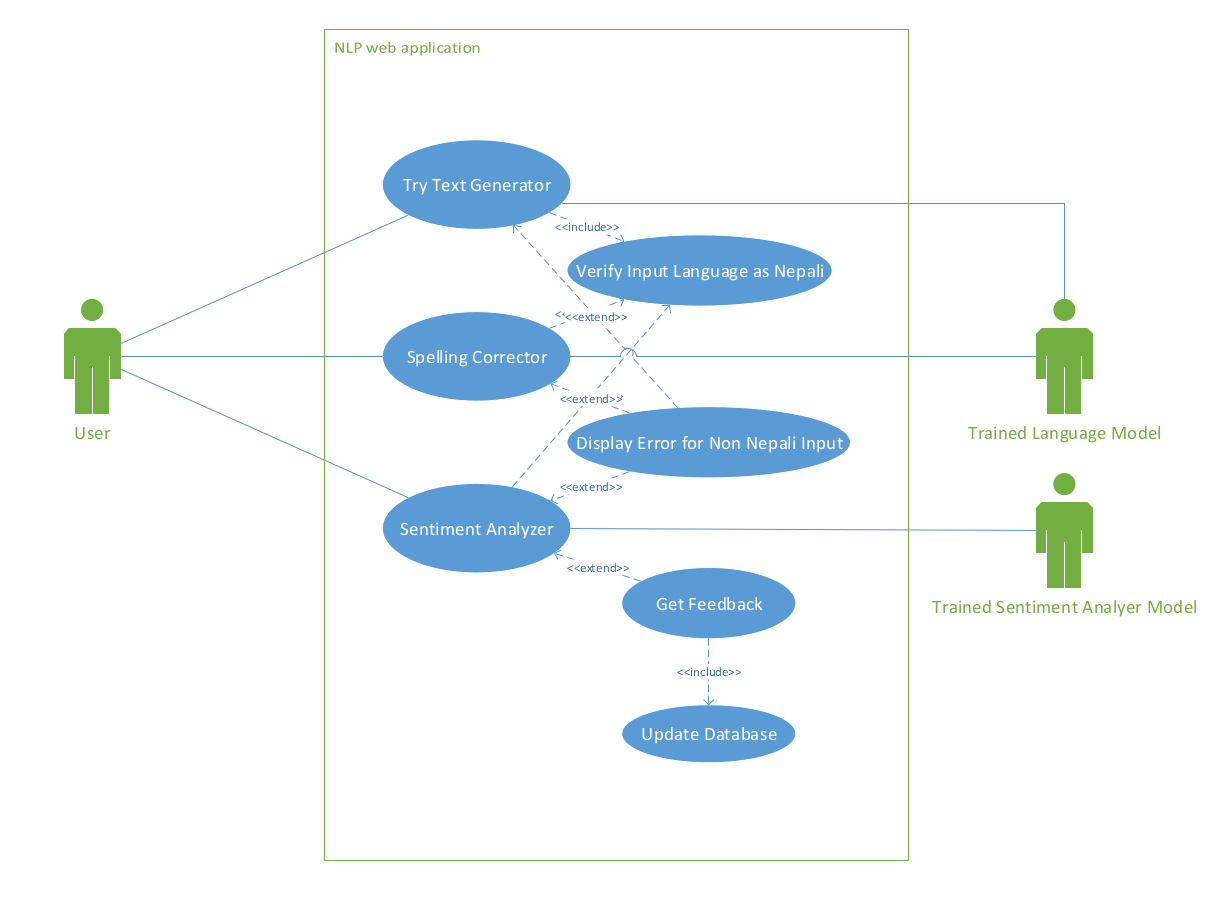 NLP web application
Try Text Generator
<<include>>
Verify Input Language as Nepali
<<extend>>
Spelling Corrector
<<extend>>
Display Error for Non Nepali Input
User
Trained Language Model
<<extend>>
Sentiment Analyzer
<<extend>>
Get Feedback
Trained Sentiment Analyer Model
<<include>>
Update Database